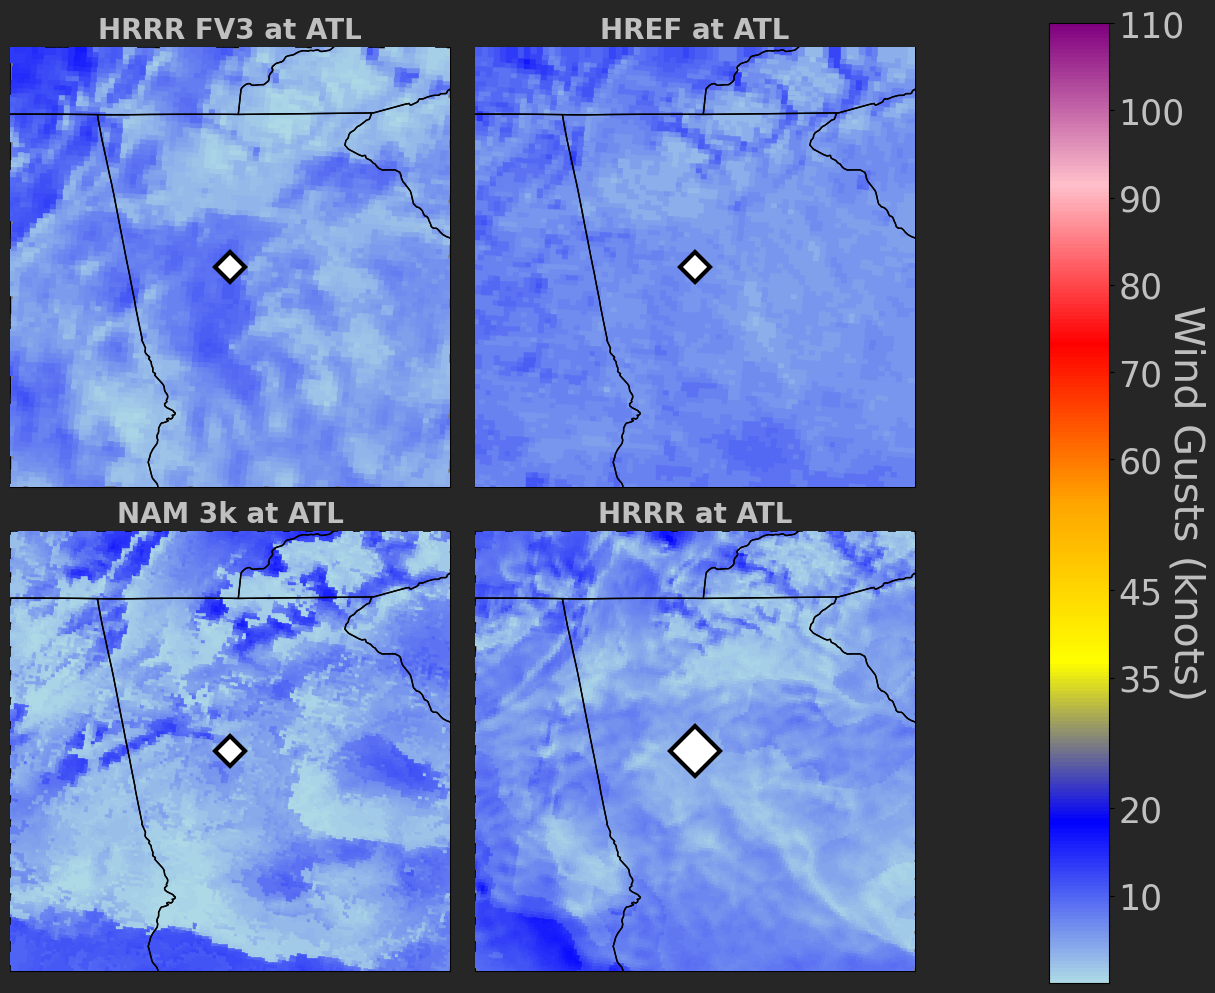 HRRR FV3 at ATL
HREF at ATL
NAM 3k at ATL
HRRR at ATL
110
100
90
80
70
60
45
35
20
10
Wind Gusts (knots)